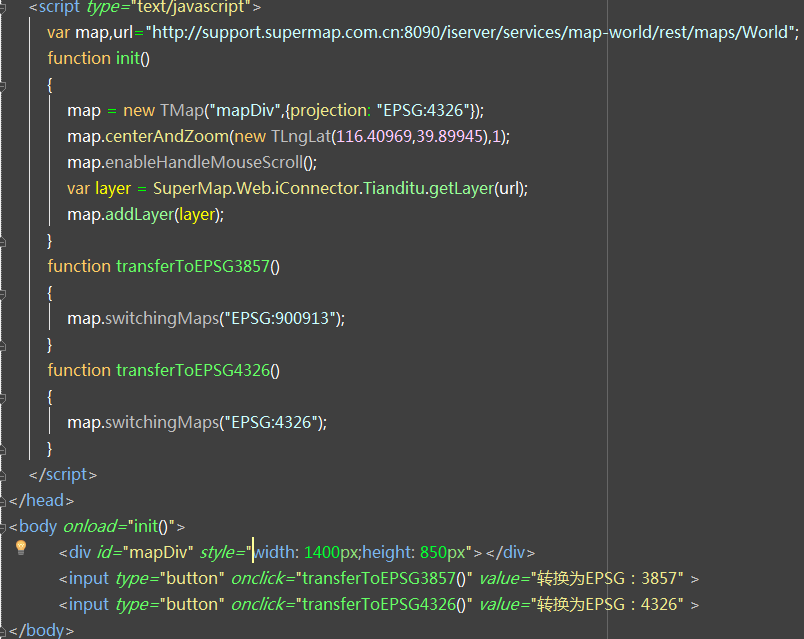 <script type="text/javascript">
var map,url="http://support.supermap.com.cn:8090/iserver/services/map-world/rest/maps/World";
function init()
{
map = new TMap("mapDiv",{projection: "EPSG:4326"});
map.centerAndZoom(new TLngLat(116.40969,39.89945),1);
map.enableHandleMouseScroll();
var layer = SuperMap.Web.iConnector.Tianditu.getLayer(url);
map.addLayer(layer);
}
function transferToEPSG3857()
{
map.switchingMaps("EPSG:900913");
}
function transferToEPSG4326()
{
map.switchingMaps("EPSG:4326");
}
</script>
</head>
<body onload="init()">
<div id="mapDiv" style="width: 1400px;height: 850px"></div>
<input type="button" onclick="transferToEPSG3857()" value="转换为EPSG：3857" >
<input type="button" onclick="transferToEPSG4326()" value="转换为EPSG：4326" >
</body>